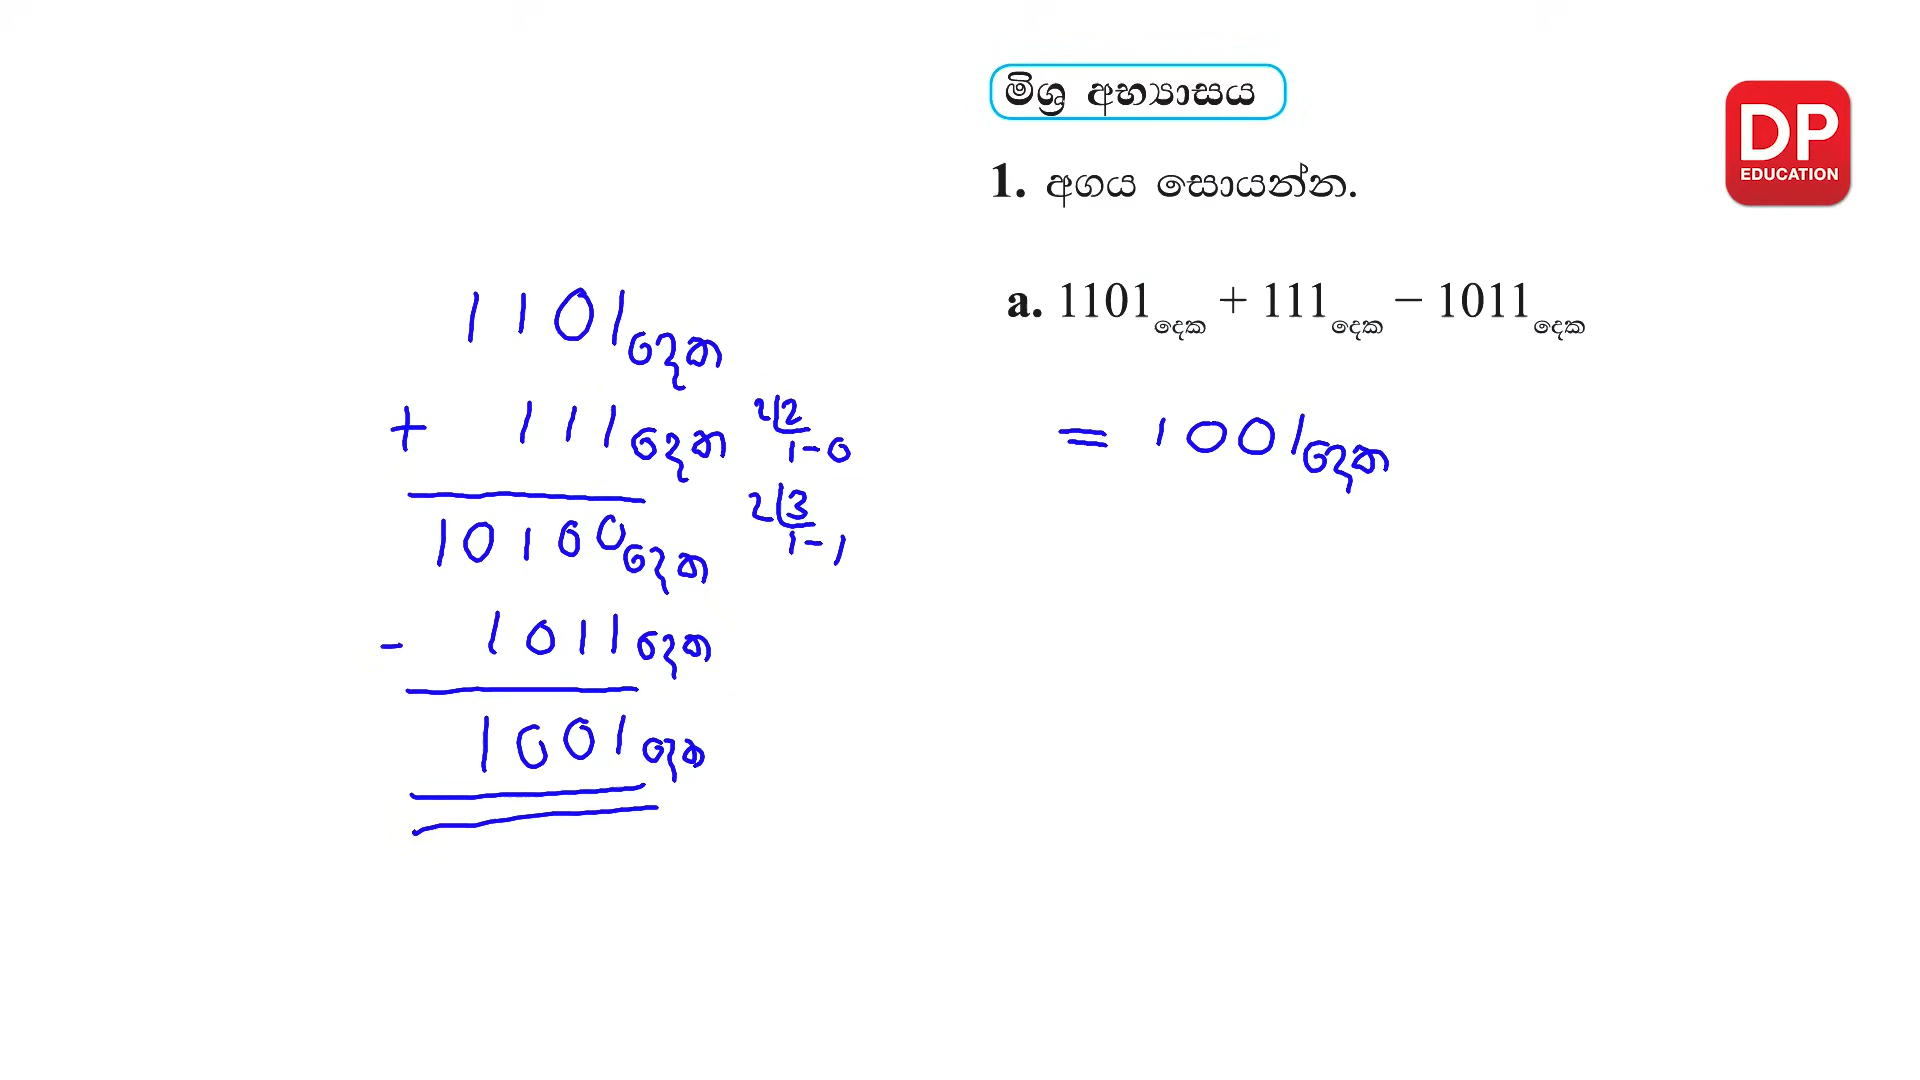 මිශ්‍ර අභ්‍යාසය
DP
EDUCATION
1. අගය සොයන්න.
a. 1101දෙක + 111දෙක − 1011දෙක
= 1001දෙක
1101දෙක
+ 111දෙක
10100දෙක
- 1011දෙක
1001දෙක
2|2
1-0
2|3
1-1